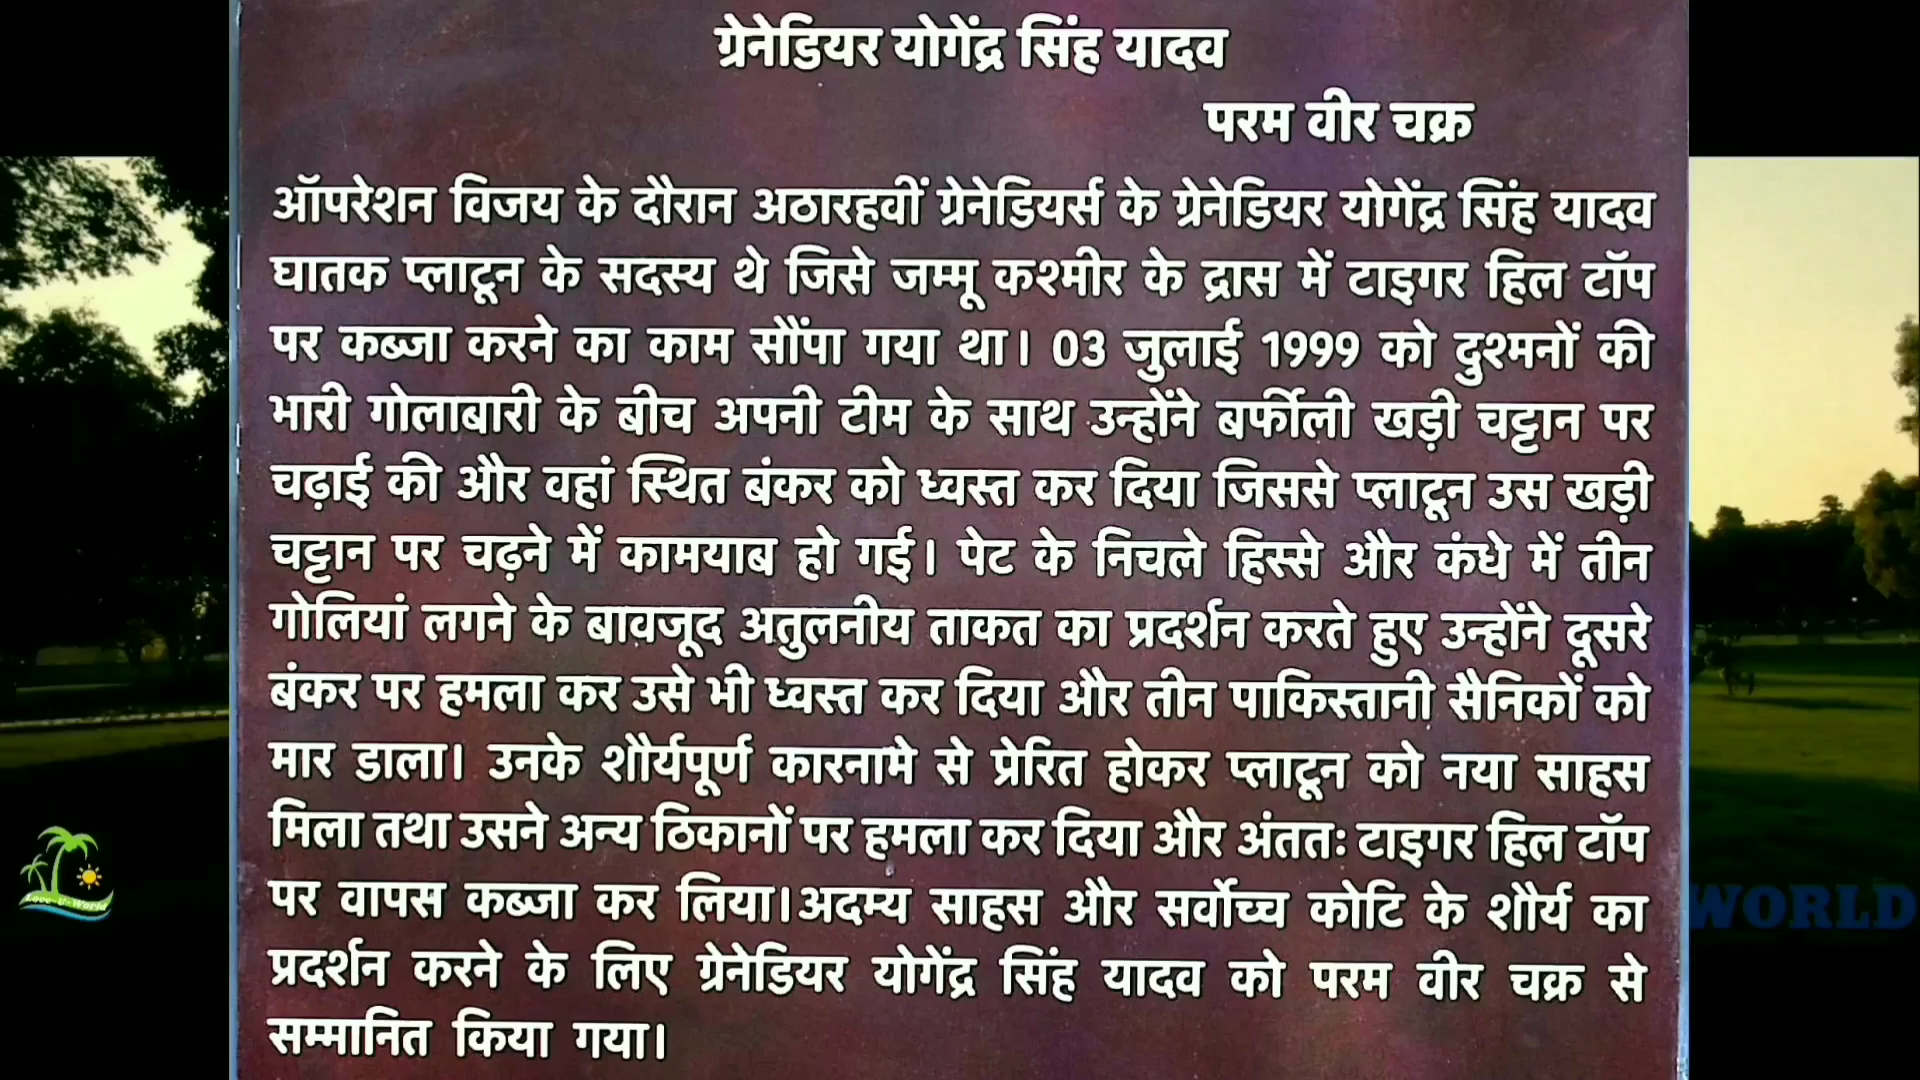 ग्रेनेडियर योगेंद्र सिंह यादव
परम वीर चक्र
ऑपरेशन विजय के दौरान अठारहवीं ग्रेनेडियर्स के ग्रेनेडियर योगेंद्र सिंह यादव
घातक प्लाटून के सदस्य थे जिसे जम्मू कश्मीर के द्रास में टाइगर हिल टॉप
पर कब्जा करने का काम सौंपा गया था। 03 जुलाई 1999 को दुश्मनों की
भारी गोलाबारी के बीच अपनी टीम के साथ उन्होंने बर्फीली खड़ी चट्टान पर
चढ़ाई की और वहां स्थित बंकर को ध्वस्त कर दिया जिससे प्लाटून उस खड़ी
चट्टान पर चढ़ने में कामयाब हो गई। पेट के निचले हिस्से और कंधे में तीन
गोलियां लगने के बावजूद अतुलनीय ताकत का प्रदर्शन करते हुए उन्होंने दूसरे
बंकर पर हमला कर उसे भी ध्वस्त कर दिया और तीन पाकिस्तानी सैनिकों को
मार डाला। उनके शौर्यपूर्ण कारनामे से प्रेरित होकर प्लाटून को नया साहस
मिला तथा उसने अन्य ठिकानों पर हमला कर दिया और अंततः टाइगर हिल टॉप
पर वापस कब्जा कर लिया।अदम्य साहस और सर्वोच्च कोटि के शौर्य का
प्रदर्शन करने के लिए ग्रेनेडियर योगेंद्र सिंह यादव को परम वीर चक्र से
सम्मानित किया गया।
Love-U-World
WORLD